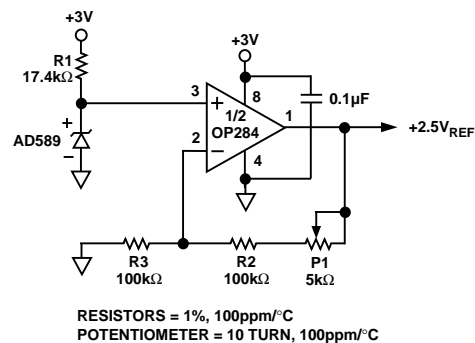 +3V
R1
17.4kΩ
+3V
3
+
8
1/2
OP284
1
0.1µF
+2.5VREF
2
−
4
+
AD589
−
R3
100kΩ
R2
100kΩ
P1
5kΩ
RESISTORS = 1%, 100ppm/°C
POTENTIOMETER = 10 TURN, 100ppm/°C